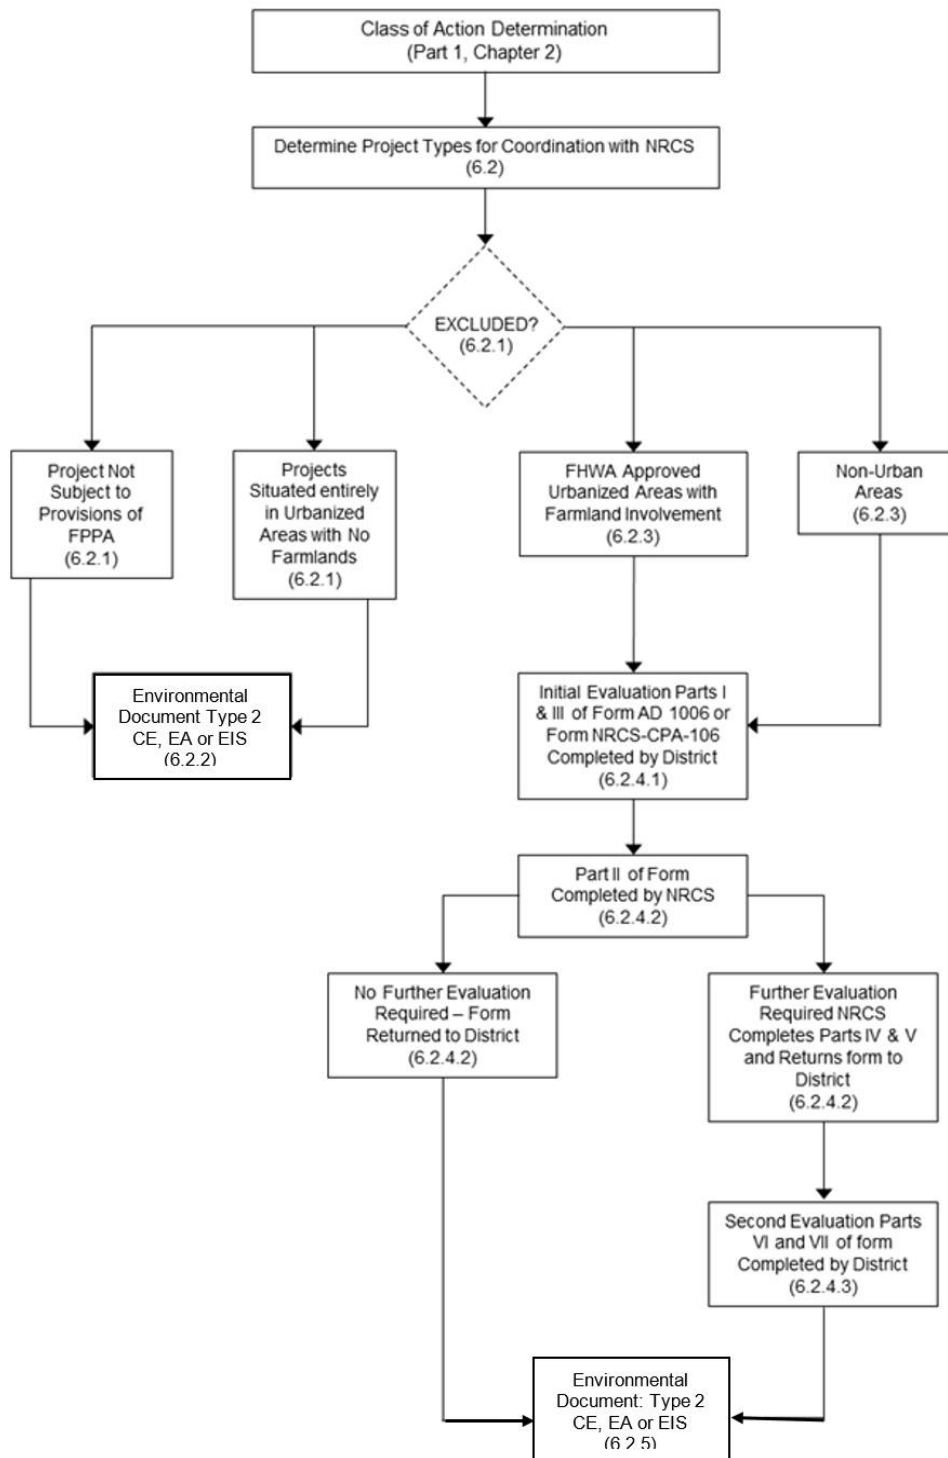 Class of Action Determination
(Part 1, Chapter 2)
Determine Project Types for Coordination with NRCS
(6.2)
EXCLUDED?
(6.2.1)
Project Not
Subject to
Provisions of
FPPA
(6.2.1)
Projects
Situated entirely
in Urbanized
Areas with No
Farmlands
(6.2.1)
FHWA Approved
Urbanized Areas with
Farmland Involvement
(6.2.3)
Non-Urban
Areas
(6.2.3)
Environmental
Document Type 2
CE, EA or EIS
(6.2.2)
Initial Evaluation Parts I
& III of Form AD 1006 or
Form NRCS-CPA-106
Completed by District
(6.2.4.1)
Part II of Form
Completed by NRCS
(6.2.4.2)
No Further Evaluation
Required – Form
Returned to District
(6.2.4.2)
Further Evaluation
Required NRCS
Completes Parts IV & V
and Returns form to
District
(6.2.4.2)
Second Evaluation Parts
VI and VII of form
Completed by District
(6.2.4.3)
Environmental
Document: Type 2
CE, EA or EIS
(6.2.5)